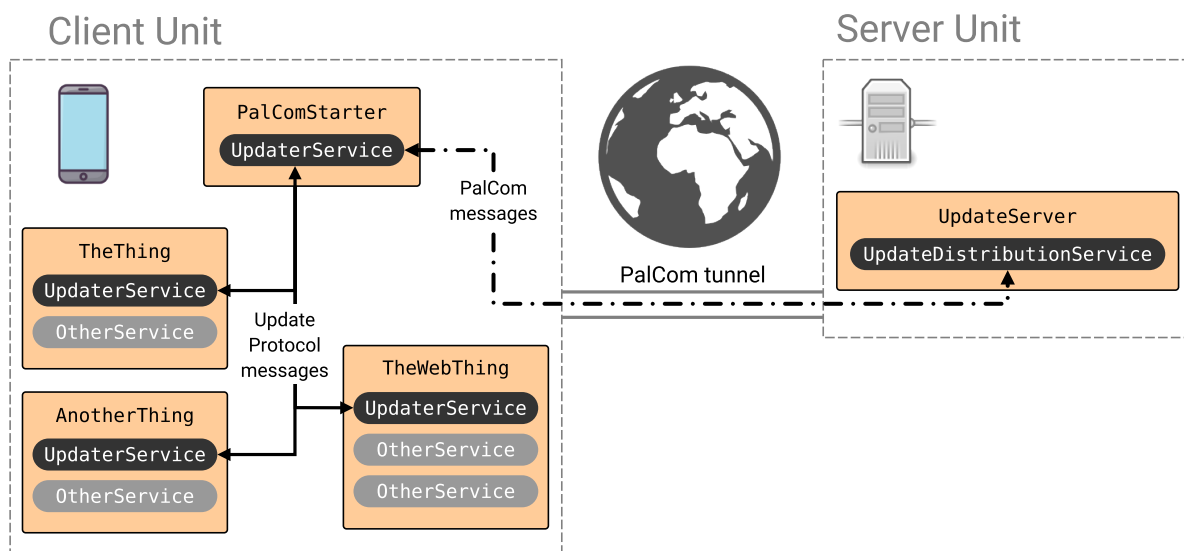 Client Unit
Server Unit
PalComStarter
UpdaterService
PalCom
messages
UpdateServer
UpdateDistributionService
PalCom tunnel
TheThing
UpdaterService
OtherService
Update
Protocol
messages
TheWebThing
UpdaterService
OtherService
OtherService
AnotherThing
UpdaterService
OtherService